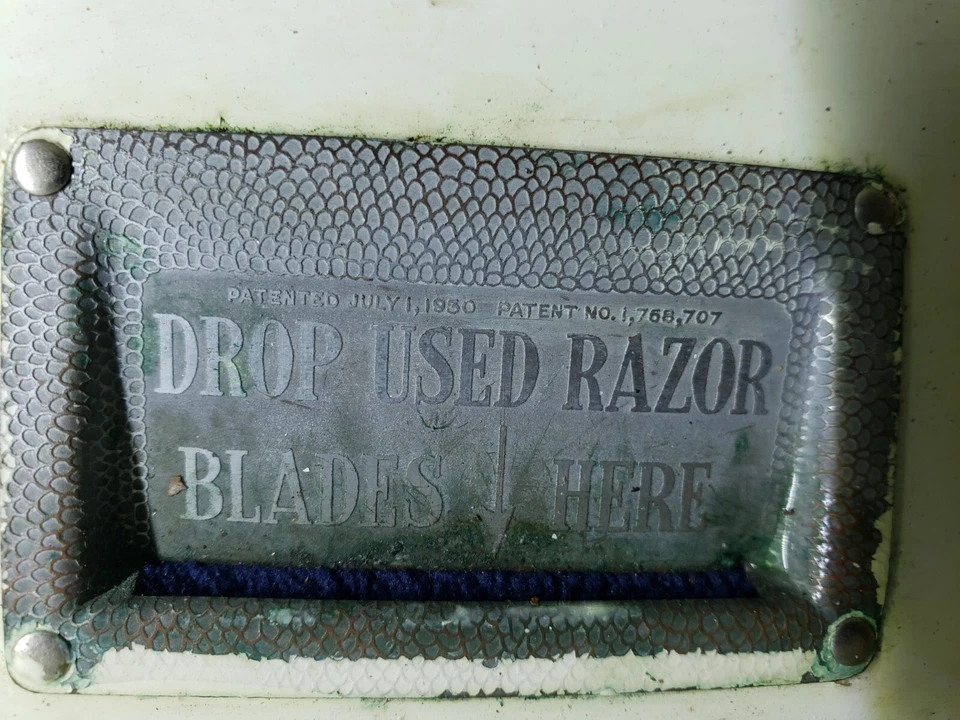 PATENTED JULY 1, 1930 PATENT NO. 1,768,707
DROP USED RAZOR
BLADES HERE